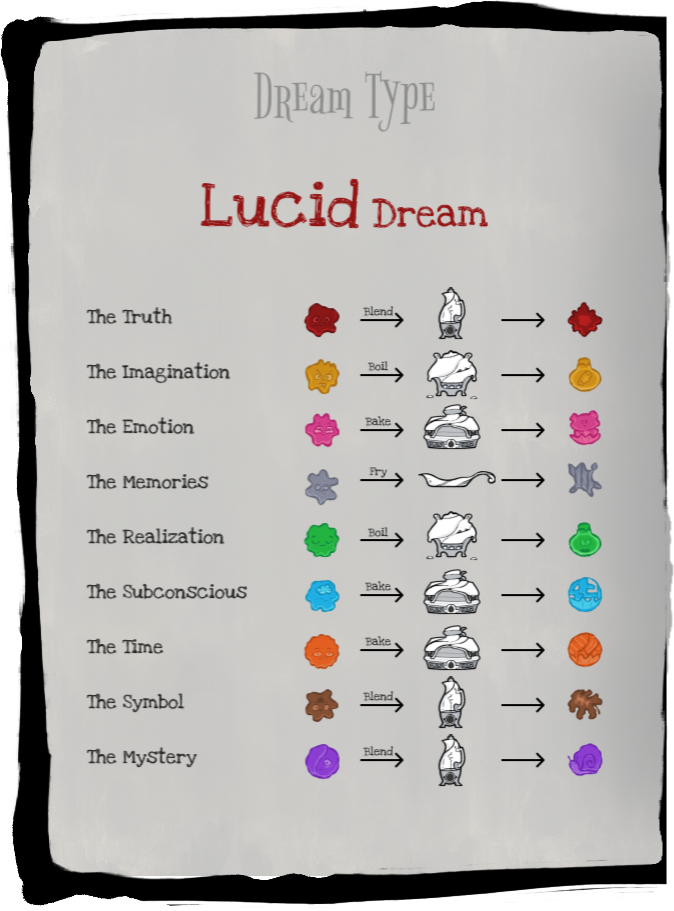 Dream Type
Lucid Dream
The Truth Blend
The Imagination Boil
The Emotion Bake
The Memories Fry
The Realization Boil
The Subconscious Bake
The Time Bake
The Symbol Blend
The Mystery Blend